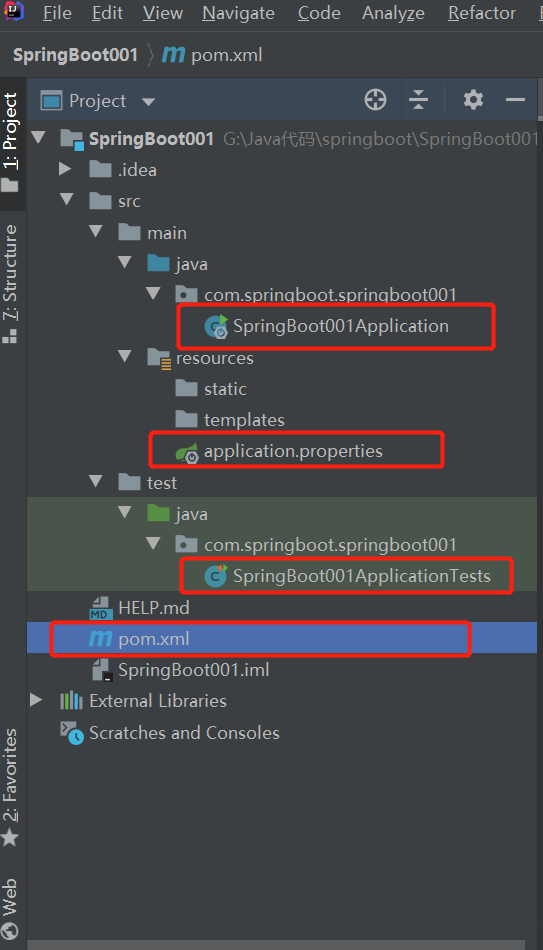 File Edit View Navigate Code Analyze Refactor
SpringBoot001 pom.xml
1: Project
7: Structure
2: Favorites
Web
Project
SpringBoot001 G:\Java代码\springboot\SpringBoot001
.idea
src
main
java
com.springboot.springboot001
SpringBoot001Application
resources
static
templates
application.properties
test
java
com.springboot.springboot001
SpringBoot001ApplicationTests
HELP.md
pom.xml
SpringBoot001.iml
External Libraries
Scratches and Consoles